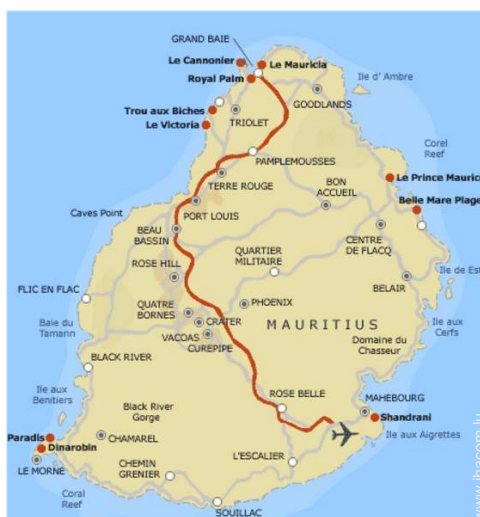 GRAND BAIE
Le Cannonier
Le Mauricia
Royal Palm
Ile d' Ambre
GOODLANDS
Trou aux Biches
TRIOLET
Le Victoria
Corel
Reef
PAMPLEMOUSSES
TERRE ROUGE
BON
ACCUEIL
Le Prince Mauric
Belle Mare Plage
Caves Point
PORT LOUIS
BEAU
BASSIN
CENTRE
DE FLACQ
QUARTIER
MILITAIRE
ROSE HILL
Ile de Est
BELAIR
FLIC EN FLAC
QUATRE
BORNES
PHOENIX
Baie du
Tamann
CRATER
MAURITIUS
Ile aux
Cerfs
VACOAS
CUREPIPE
Domaine du
Chasseur
BLACK RIVER
Ile aux
Benitiers
ROSE BELLE
MAHEBOURG
Black River
Gorge
Shandrani
Paradis
CHAMAREL
Ile aux Aigrettes
Dinarobin
L'ESCALIER
LE MORNE
CHEMIN
GRENIER
Coral
Reef
SOUILLAC
www.ibacom.lu